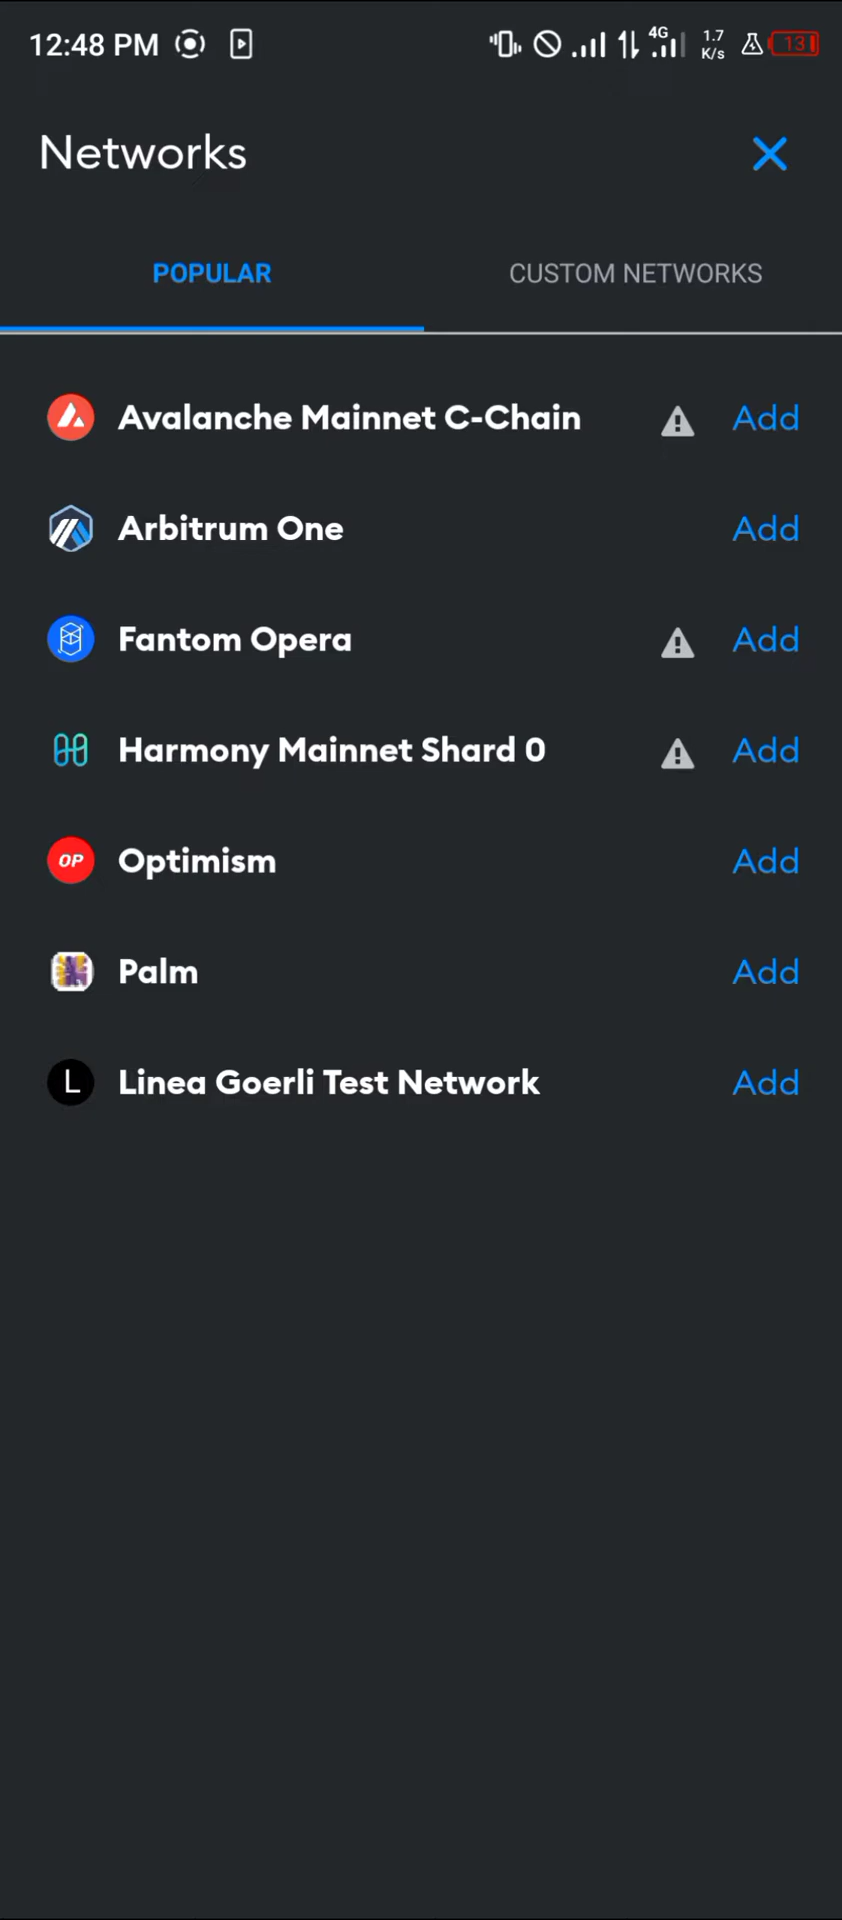 12:48 PM 4G 1.7 K/s 13
Networks
POPULAR CUSTOM NETWORKS
Avalanche Mainnet C-Chain Add
Arbitrum One Add
Fantom Opera Add
Harmony Mainnet Shard 0 Add
OP Optimism Add
Palm Add
L Linea Goerli Test Network Add